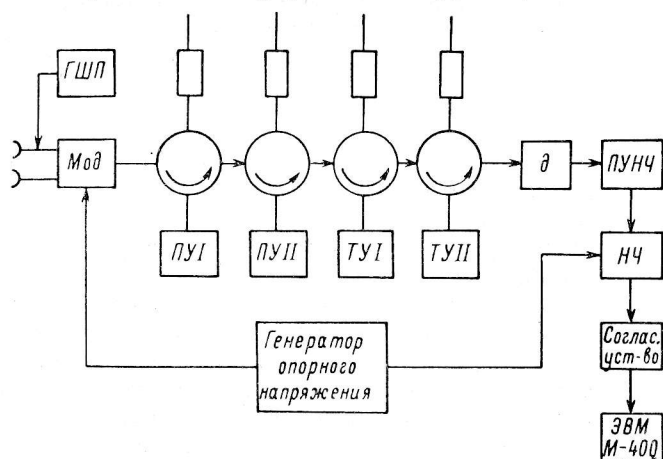 ГШП
Мод
ПУI
ПУII
ТУI
ТУII
д
ПУНЧ
НЧ
Генератор
опорного
напряжения
Соглас.
уст-во
ЭВМ
М-400